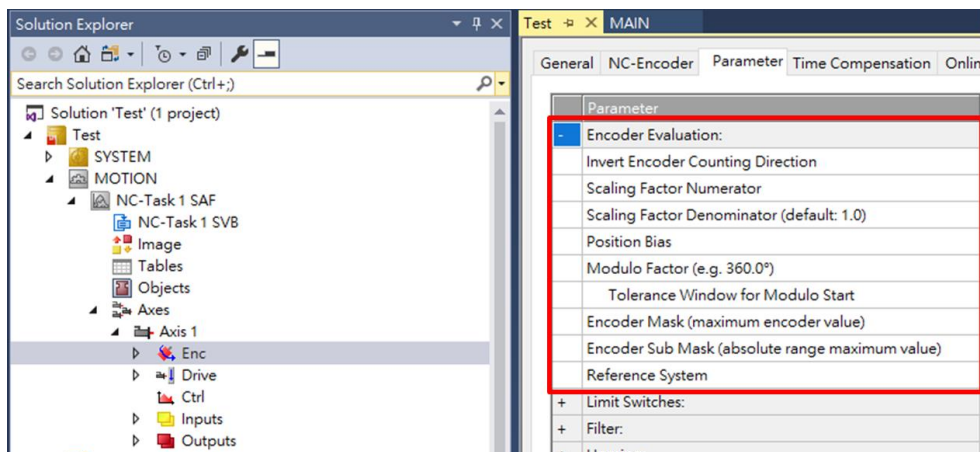 Solution Explorer
Search Solution Explorer (Ctrl+;)
Solution 'Test' (1 project)
Test
SYSTEM
MOTION
NC-Task 1 SAF
NC-Task 1 SVB
Image
Tables
Objects
Axes
Axis 1
Enc
Drive
Ctrl
Inputs
Outputs
Test MAIN
General NC-Encoder Parameter Time Compensation
Parameter
- Encoder Evaluation:
Invert Encoder Counting Direction
Scaling Factor Numerator
Scaling Factor Denominator (default: 1.0)
Position Bias
Modulo Factor (e.g. 360.0°)
Tolerance Window for Modulo Start
Encoder Mask (maximum encoder value)
Encoder Sub Mask (absolute range maximum value)
Reference System
+ Limit Switches:
+ Filter: